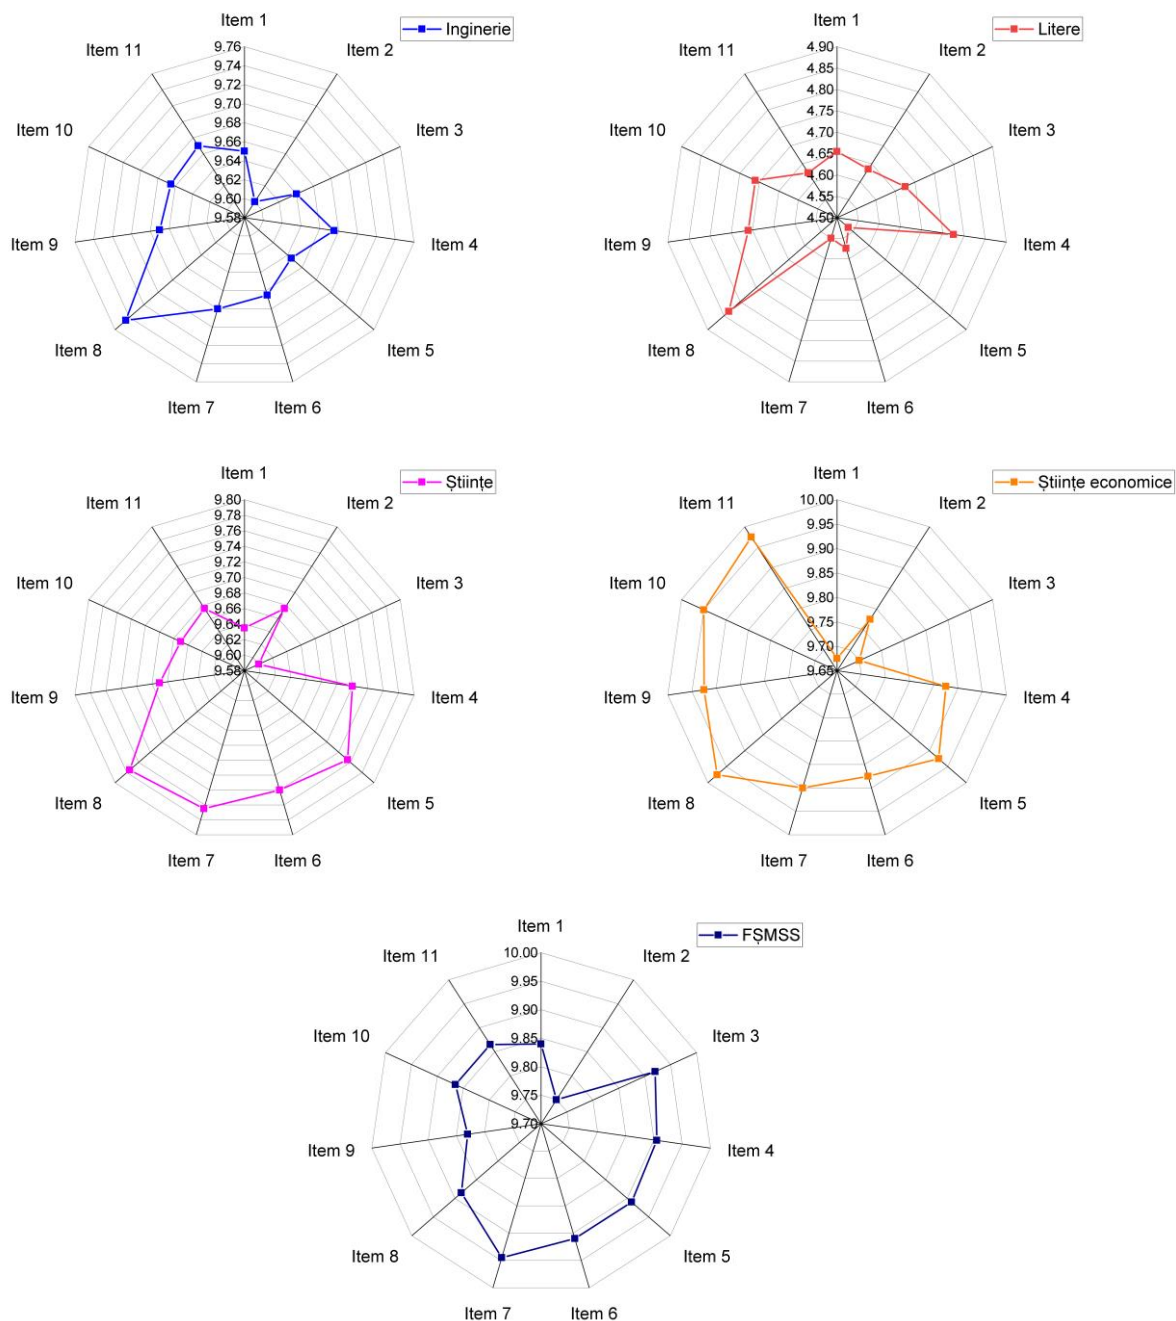 Item 1
Inginerie
Item 11
Item 2
9.76
9.74
9.72
9.70
9.68
9.66
9.64
9.62
9.60
9.58
Item 10
Item 3
Item 9
Item 4
Item 8
Item 5
Item 7
Item 6
Item 1
Litere
Item 11
Item 2
4.90
4.85
4.80
4.75
4.70
4.65
4.60
4.55
4.50
Item 10
Item 3
Item 9
Item 4
Item 8
Item 5
Item 7
Item 6
Item 1
Științe
Item 11
Item 2
9.80
9.78
9.76
9.74
9.72
9.70
9.68
9.66
9.64
9.62
9.60
9.58
Item 10
Item 3
Item 9
Item 4
Item 8
Item 5
Item 7
Item 6
Item 1
Științe economice
Item 11
Item 2
10.00
9.95
9.90
9.85
9.80
9.75
9.70
9.65
Item 10
Item 3
Item 9
Item 4
Item 8
Item 5
Item 7
Item 6
Item 1
FȘMSS
Item 11
Item 2
10.00
9.95
9.90
9.85
9.80
9.75
9.70
Item 10
Item 3
Item 9
Item 4
Item 8
Item 5
Item 7
Item 6